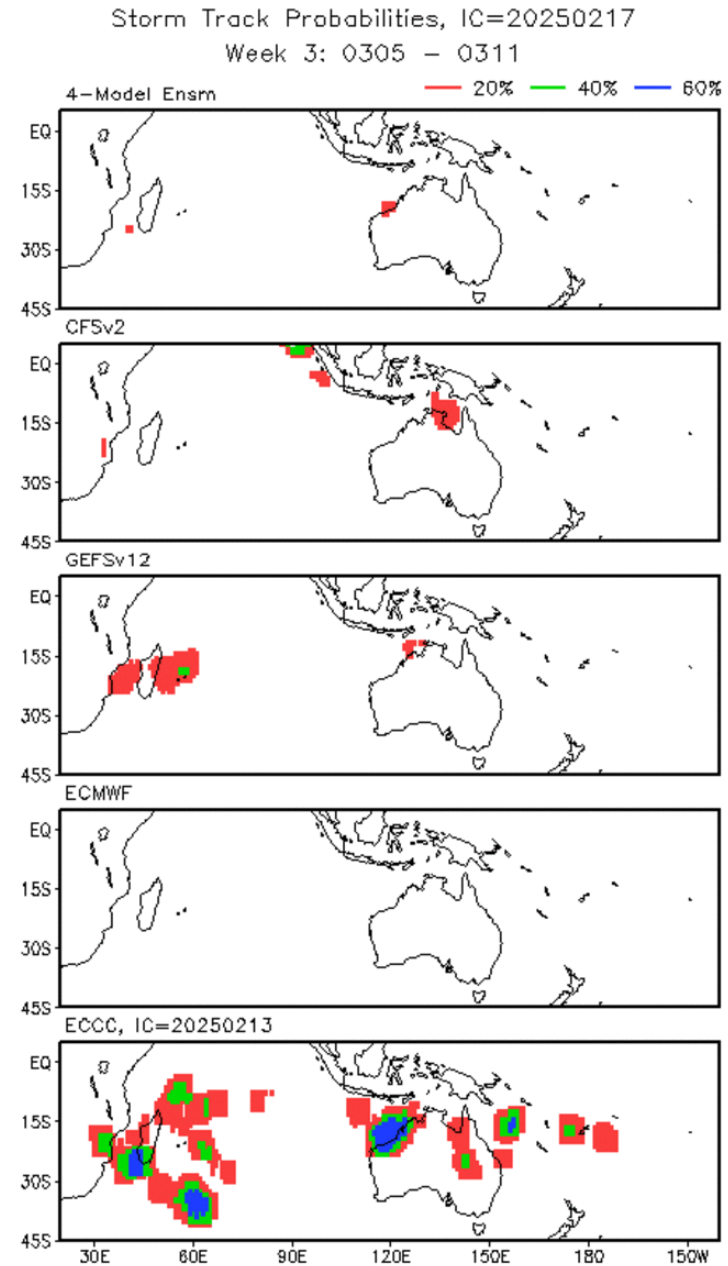 Storm Track Probabilities, IC=20250217
Week 3: 0305 – 0311
4-Model Ensm 20% 40% 60%
EQ
15S
30S
45S
CFSv2
EQ
15S
30S
45S
GEFSv12
EQ
15S
30S
45S
ECMWF
EQ
15S
30S
45S
ECCC, IC=20250213
EQ
15S
30S
45S
30E 60E 90E 120E 150E 180 150W